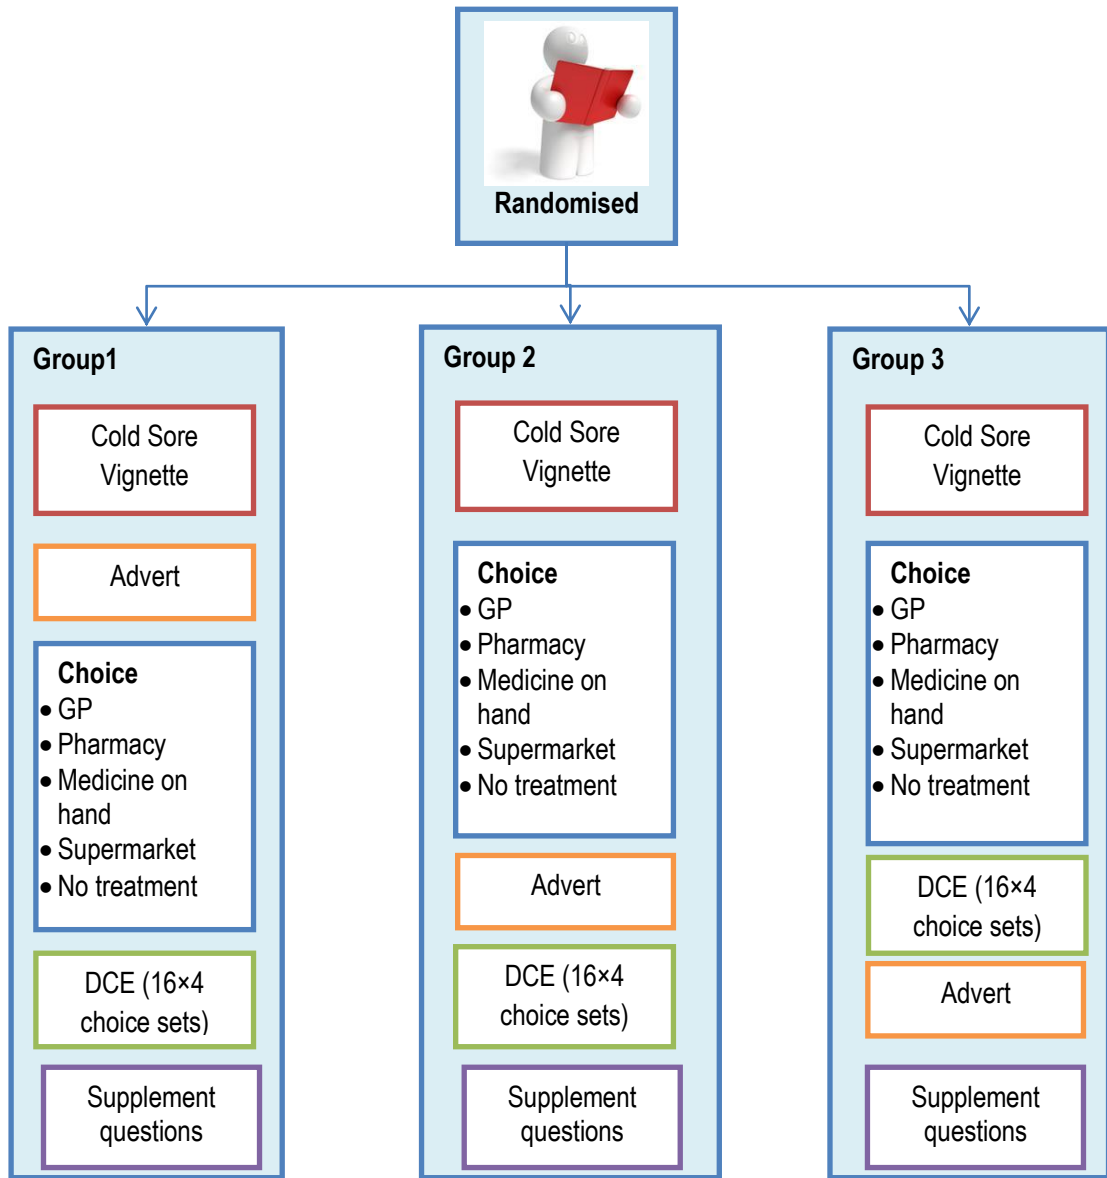 Randomised
Group1
Cold Sore
Vignette
Advert
Choice
• GP
• Pharmacy
• Medicine on
hand
• Supermarket
• No treatment
DCE (16×4
choice sets)
Supplement
questions
Group 2
Cold Sore
Vignette
Choice
• GP
• Pharmacy
• Medicine on
hand
• Supermarket
• No treatment
Advert
DCE (16×4
choice sets)
Supplement
questions
Group 3
Cold Sore
Vignette
Choice
• GP
• Pharmacy
• Medicine on
hand
• Supermarket
• No treatment
DCE (16×4
choice sets)
Advert
Supplement
questions